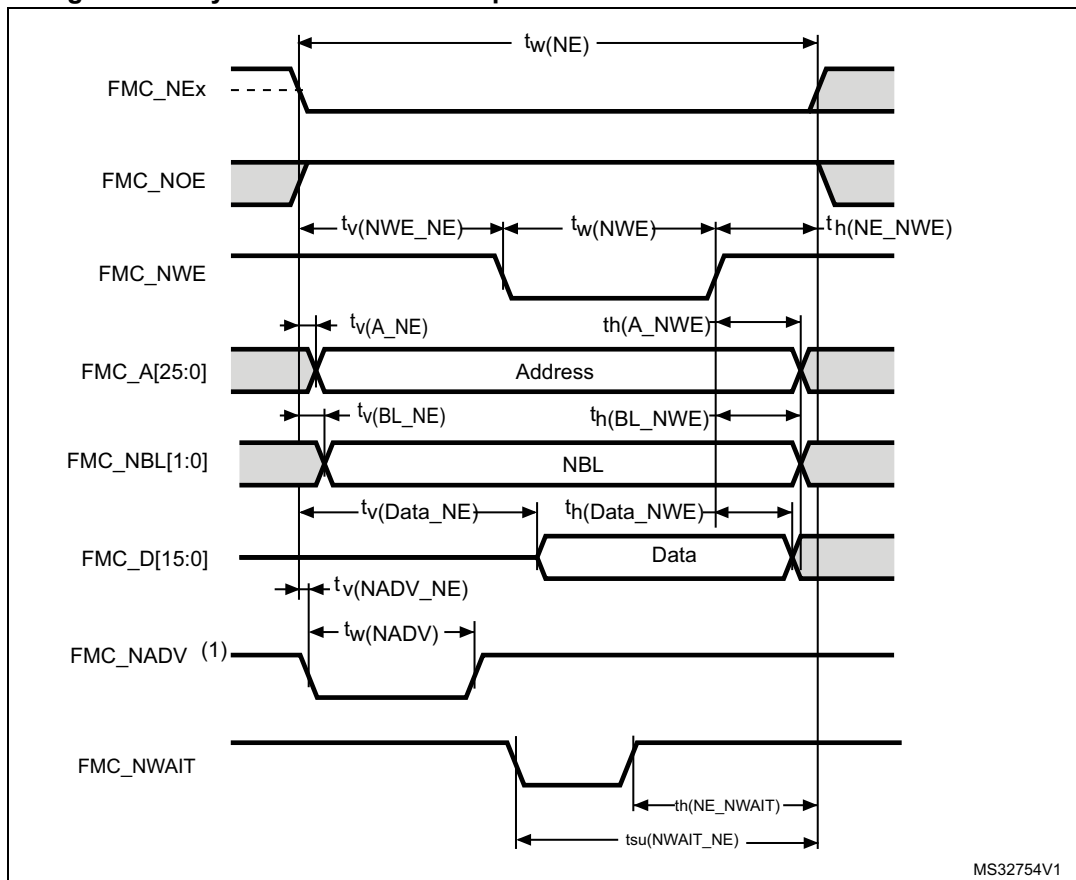 tw(NE)
FMC_NEx
FMC_NOE
tv(NWE_NE) tw(NWE) th(NE_NWE)
FMC_NWE
tv(A_NE) th(A_NWE)
FMC_A[25:0] Address
tv(BL_NE) th(BL_NWE)
FMC_NBL[1:0] NBL
tv(Data_NE) th(Data_NWE)
FMC_D[15:0] Data
tv(NADV_NE)
tw(NADV)
FMC_NADV (1)
FMC_NWAIT
th(NE_NWAIT)
tsu(NWAIT_NE)
MS32754V1